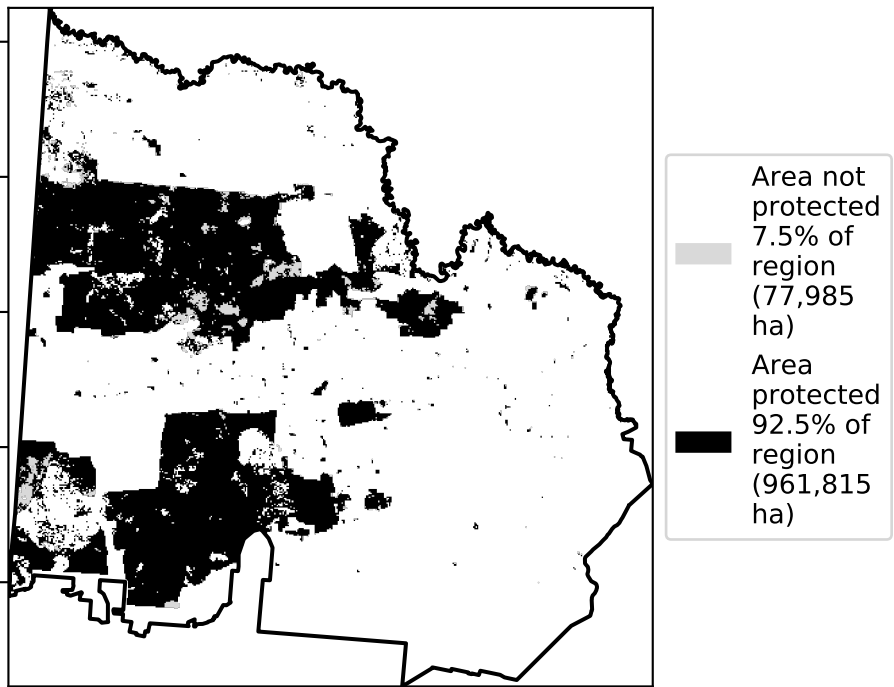 Area not
protected
7.5% of
region
(77,985
ha)
Area
protected
92.5% of
region
(961,815
ha)